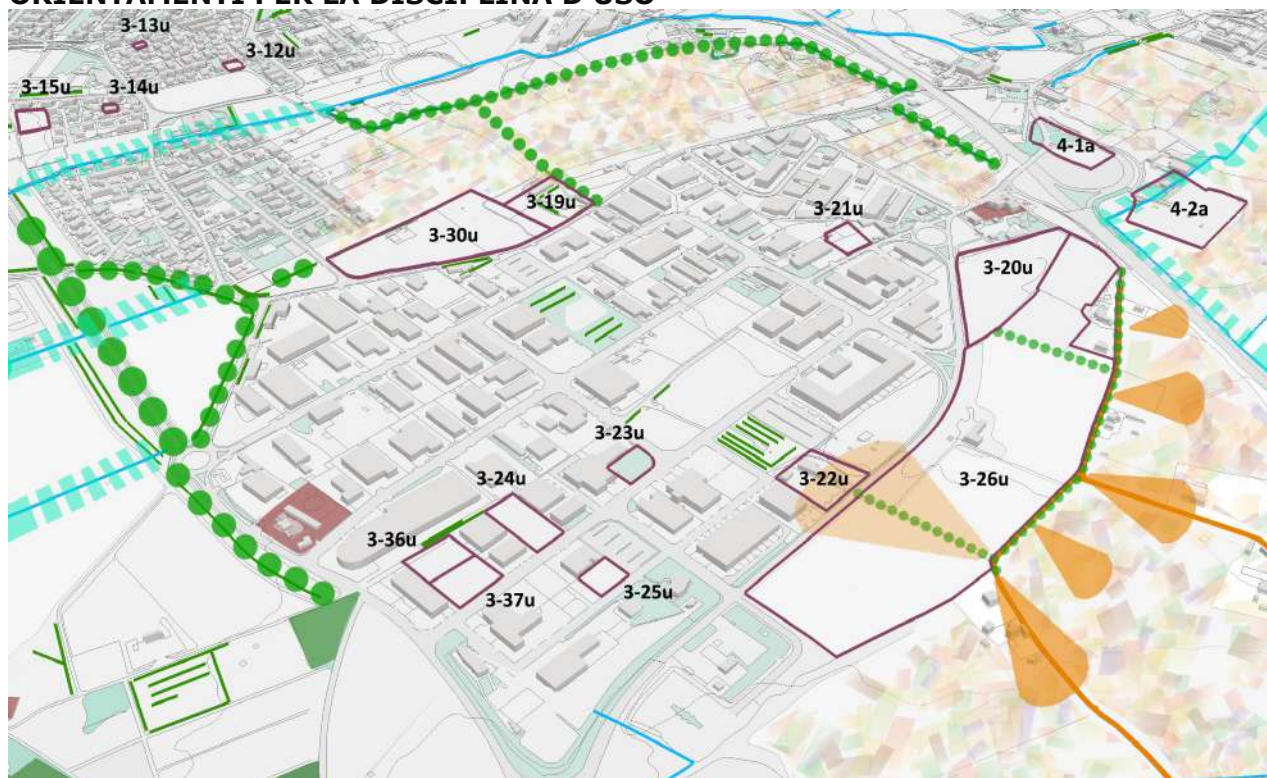 ORIENTAMENTI PER LA DISCIPLINA D'USO
3-13u
3-12u
3-15u
3-14u
4-1a
3-19u
3-21u
4-2a
3-30u
3-20u
3-23u
3-24u
3-22u
3-26u
3-36u
3-37u
3-25u